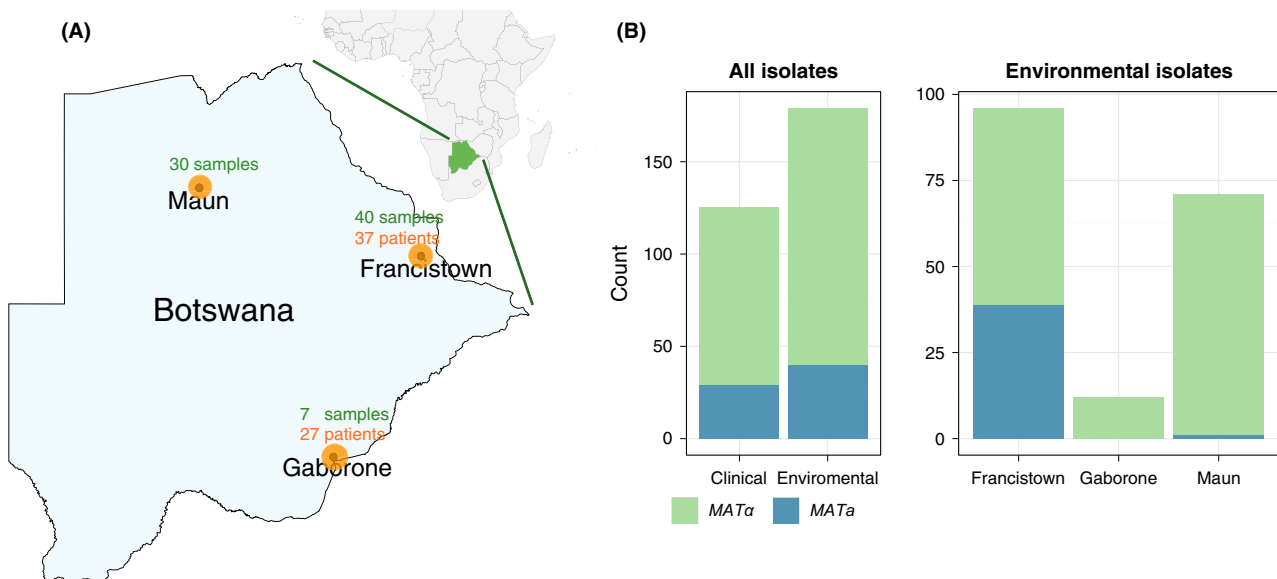 (A)
30 samples
Maun
40 samples
37 patients
Francistown
Botswana
7 samples
27 patients
Gaborone
(B)
All isolates
Count
150
100
50
0
Clinical
Enviromental
Environmental isolates
100
75
50
25
0
Francistown
Gaborone
Maun
MATα
MATa